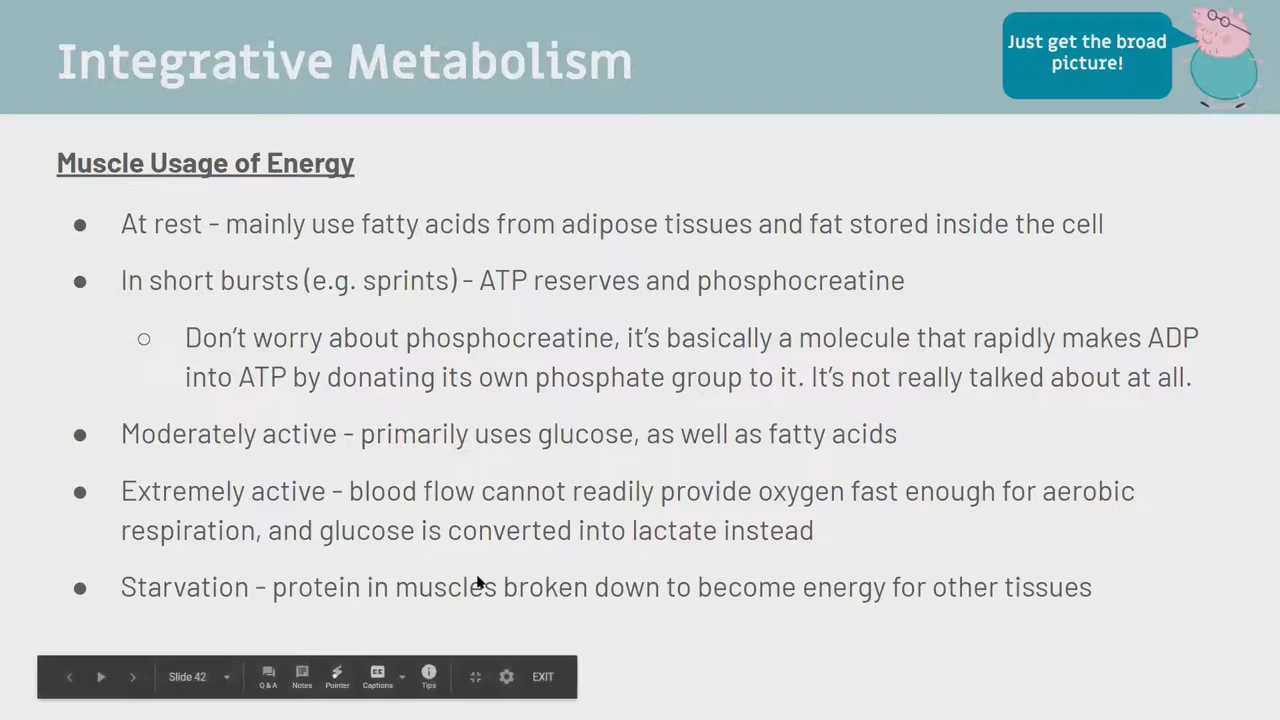 Integrative Metabolism
Just get the broad
picture!
Muscle Usage of Energy
● At rest - mainly use fatty acids from adipose tissues and fat stored inside the cell
● In short bursts (e.g. sprints) - ATP reserves and phosphocreatine
○ Don't worry about phosphocreatine, it's basically a molecule that rapidly makes ADP
into ATP by donating its own phosphate group to it. It's not really talked about at all.
● Moderately active - primarily uses glucose, as well as fatty acids
● Extremely active - blood flow cannot readily provide oxygen fast enough for aerobic
respiration, and glucose is converted into lactate instead
● Starvation - protein in muscles broken down to become energy for other tissues
Slide 42 Q & A Notes Pointer Captions Tips EXIT